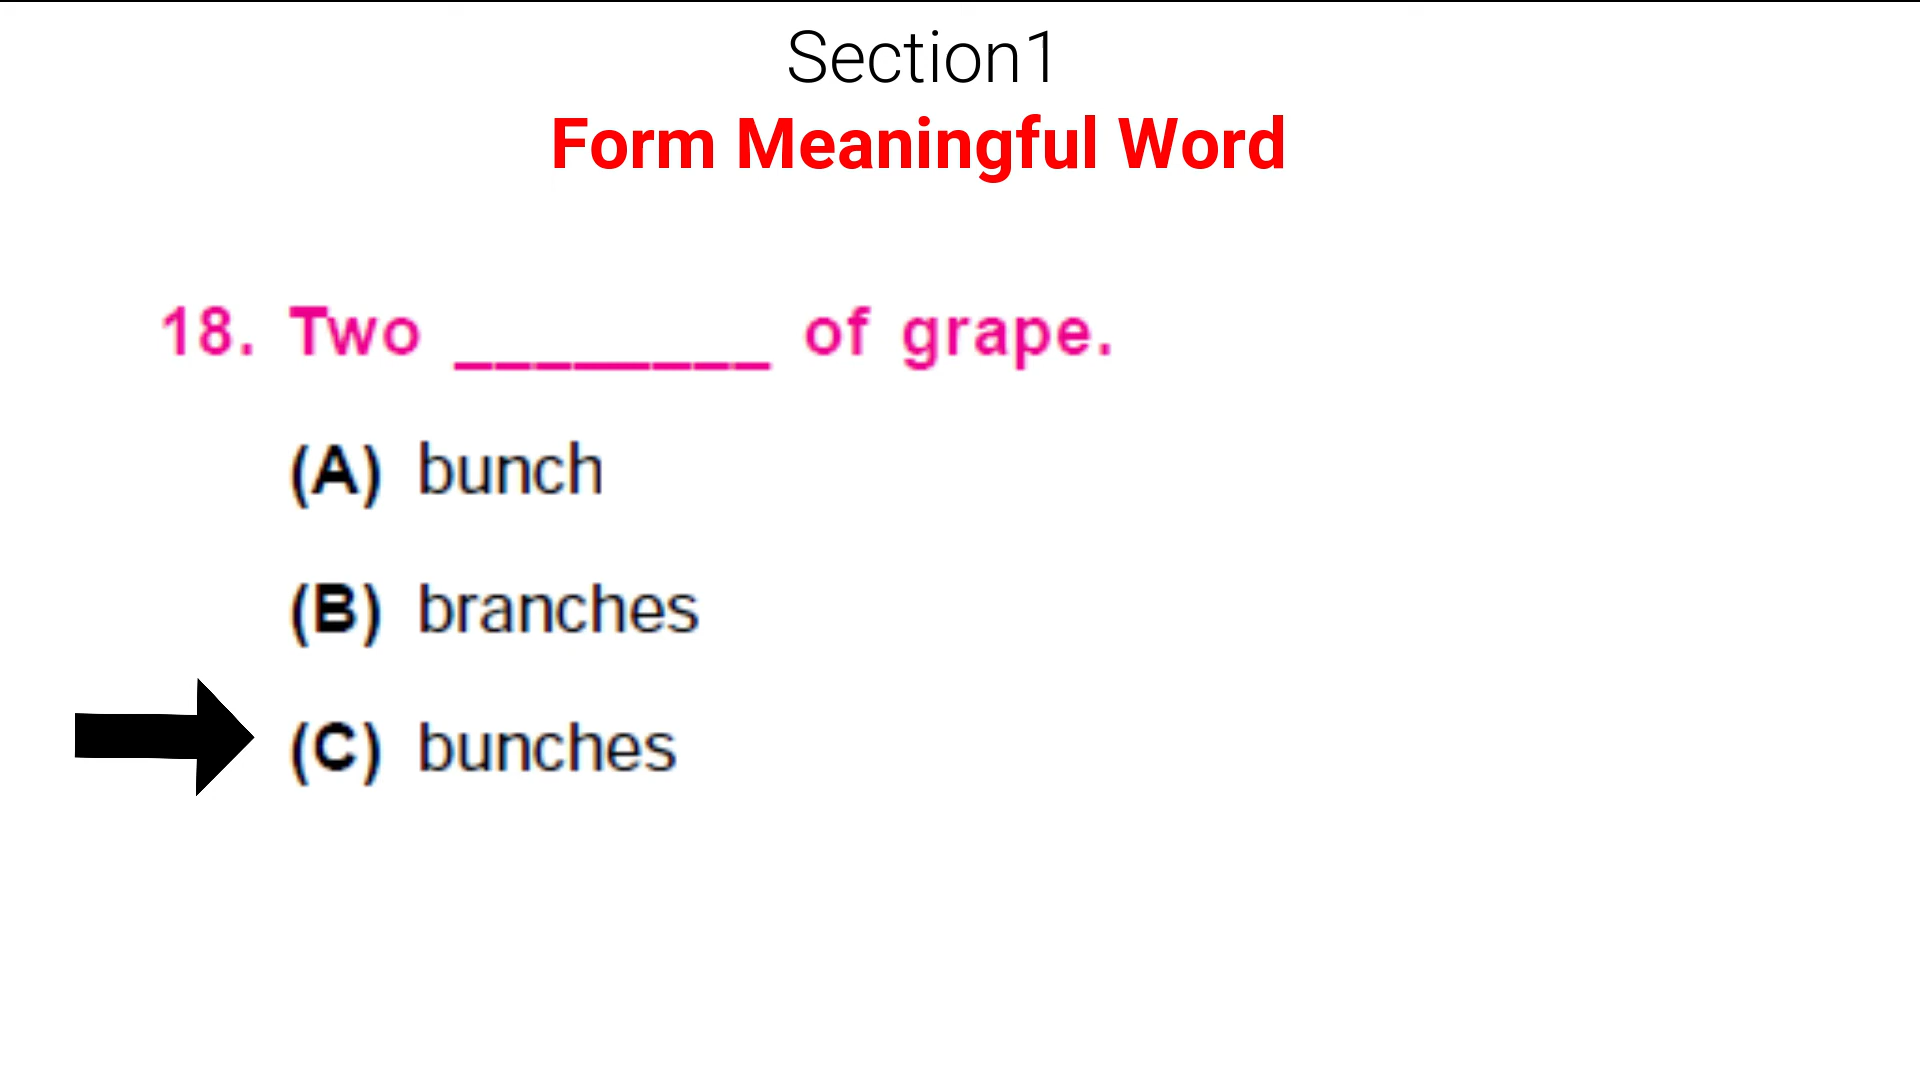 Section1
Form Meaningful Word
18. Two ________ of grape.
(A) bunch
(B) branches
(C) bunches